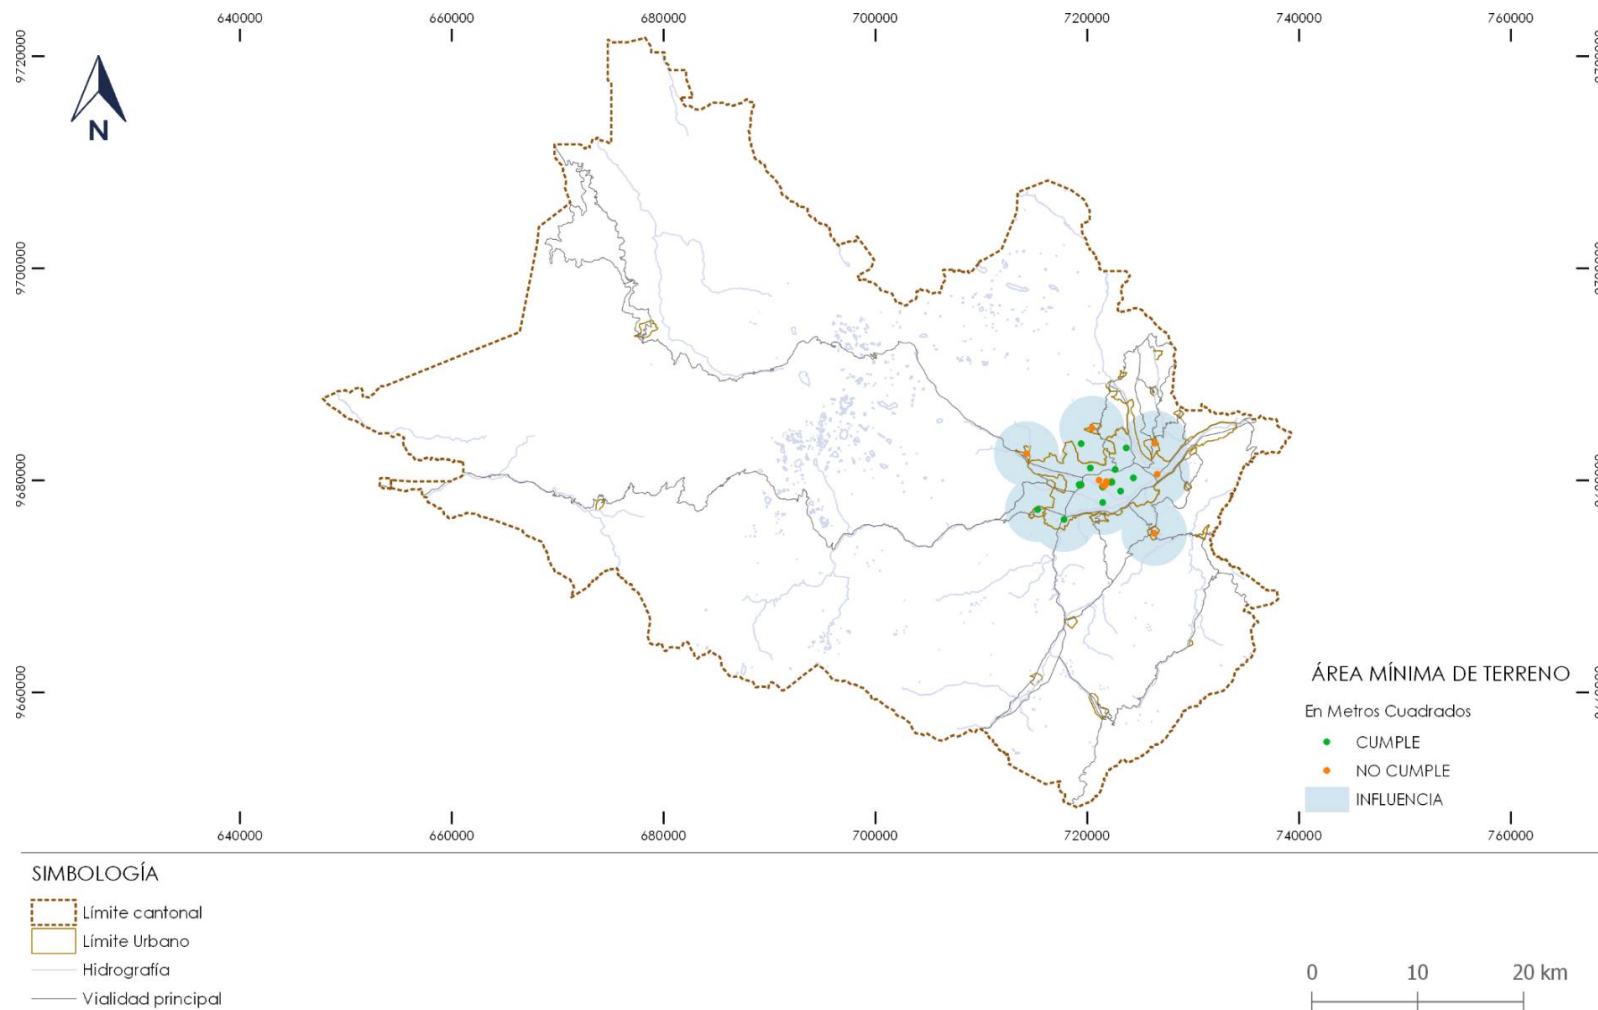 640000 660000 680000 700000 720000 740000 760000
9720000
N
9700000
9680000
9660000
ÁREA MÍNIMA DE TERRENO
En Metros Cuadrados
CUMPLE
NO CUMPLE
INFLUENCIA
640000 660000 680000 700000 720000 740000 760000
SIMBOLOGÍA
Límite cantonal
Límite Urbano
Hidrografía
Vialidad principal
0 10 20 km